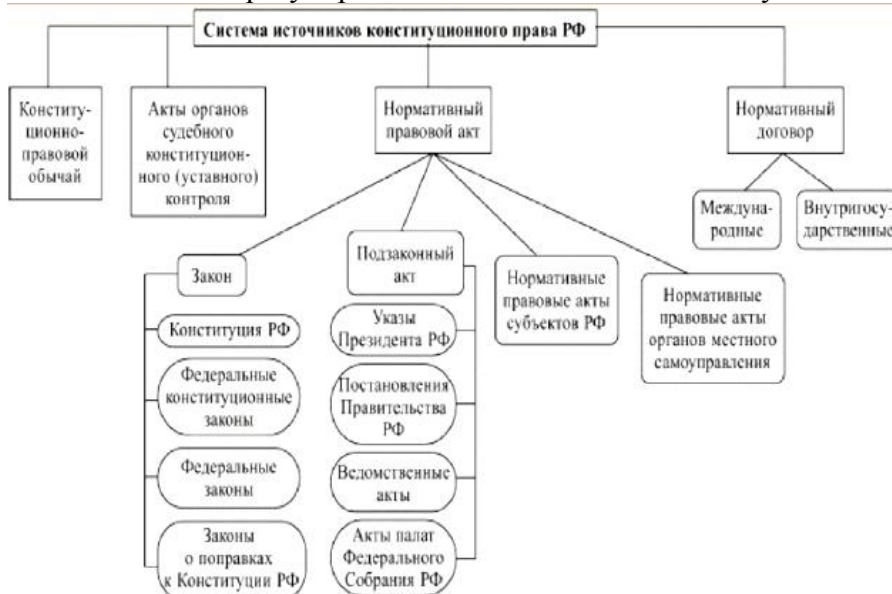 Система источников конституционного права РФ
Конститу-
ционно-
правовой
обычай
Акты органов
судебного
конституцион-
ного (уставного)
контроля
Нормативный
правовой акт
Нормативный
договор
Междуна-
родные
Внутригосу-
дарственные
Закон
Конституция РФ
Федеральные
конституционные
законы
Федеральные
законы
Законы
о поправках
к Конституции РФ
Подзаконный
акт
Указы
Президента РФ
Постановления
Правительства
РФ
Ведомственные
акты
Акты палат
Федерального
Собрания РФ
Нормативные
правовые акты
субъектов РФ
Нормативные
правовые акты
органов местного
самоуправления